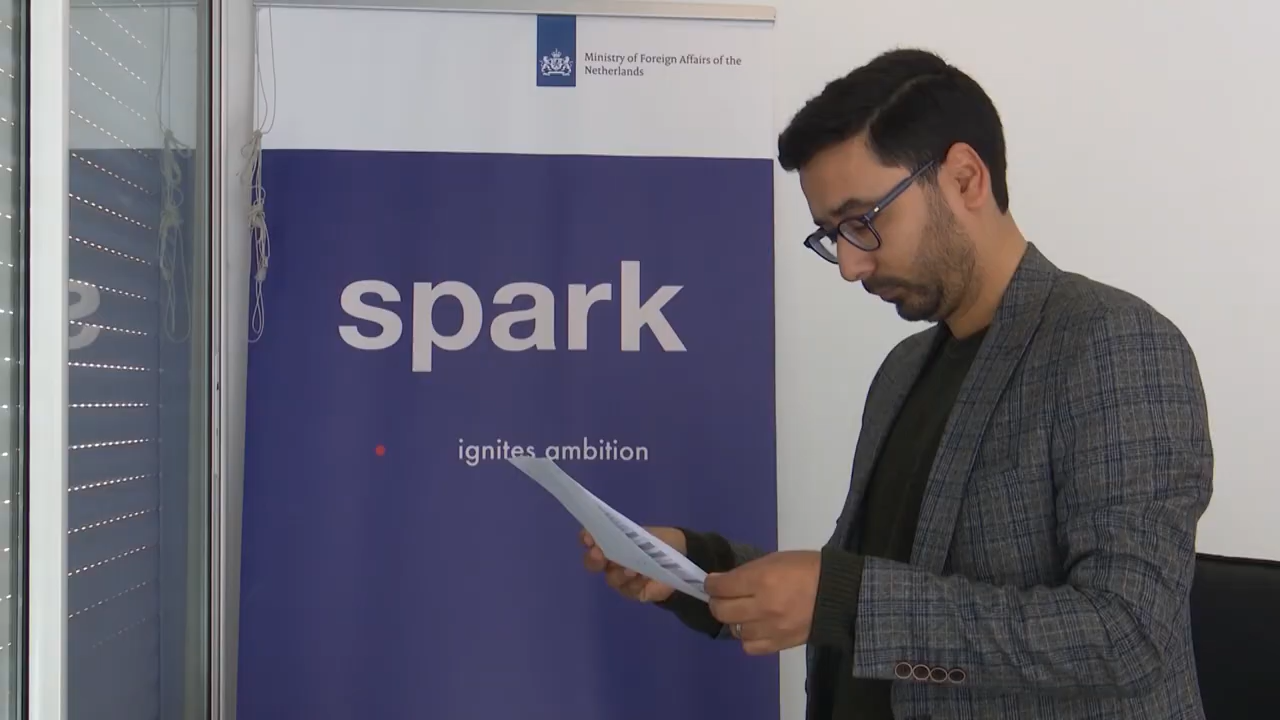 Ministry of Foreign Affairs of the
Netherlands
spark
ignites ambition